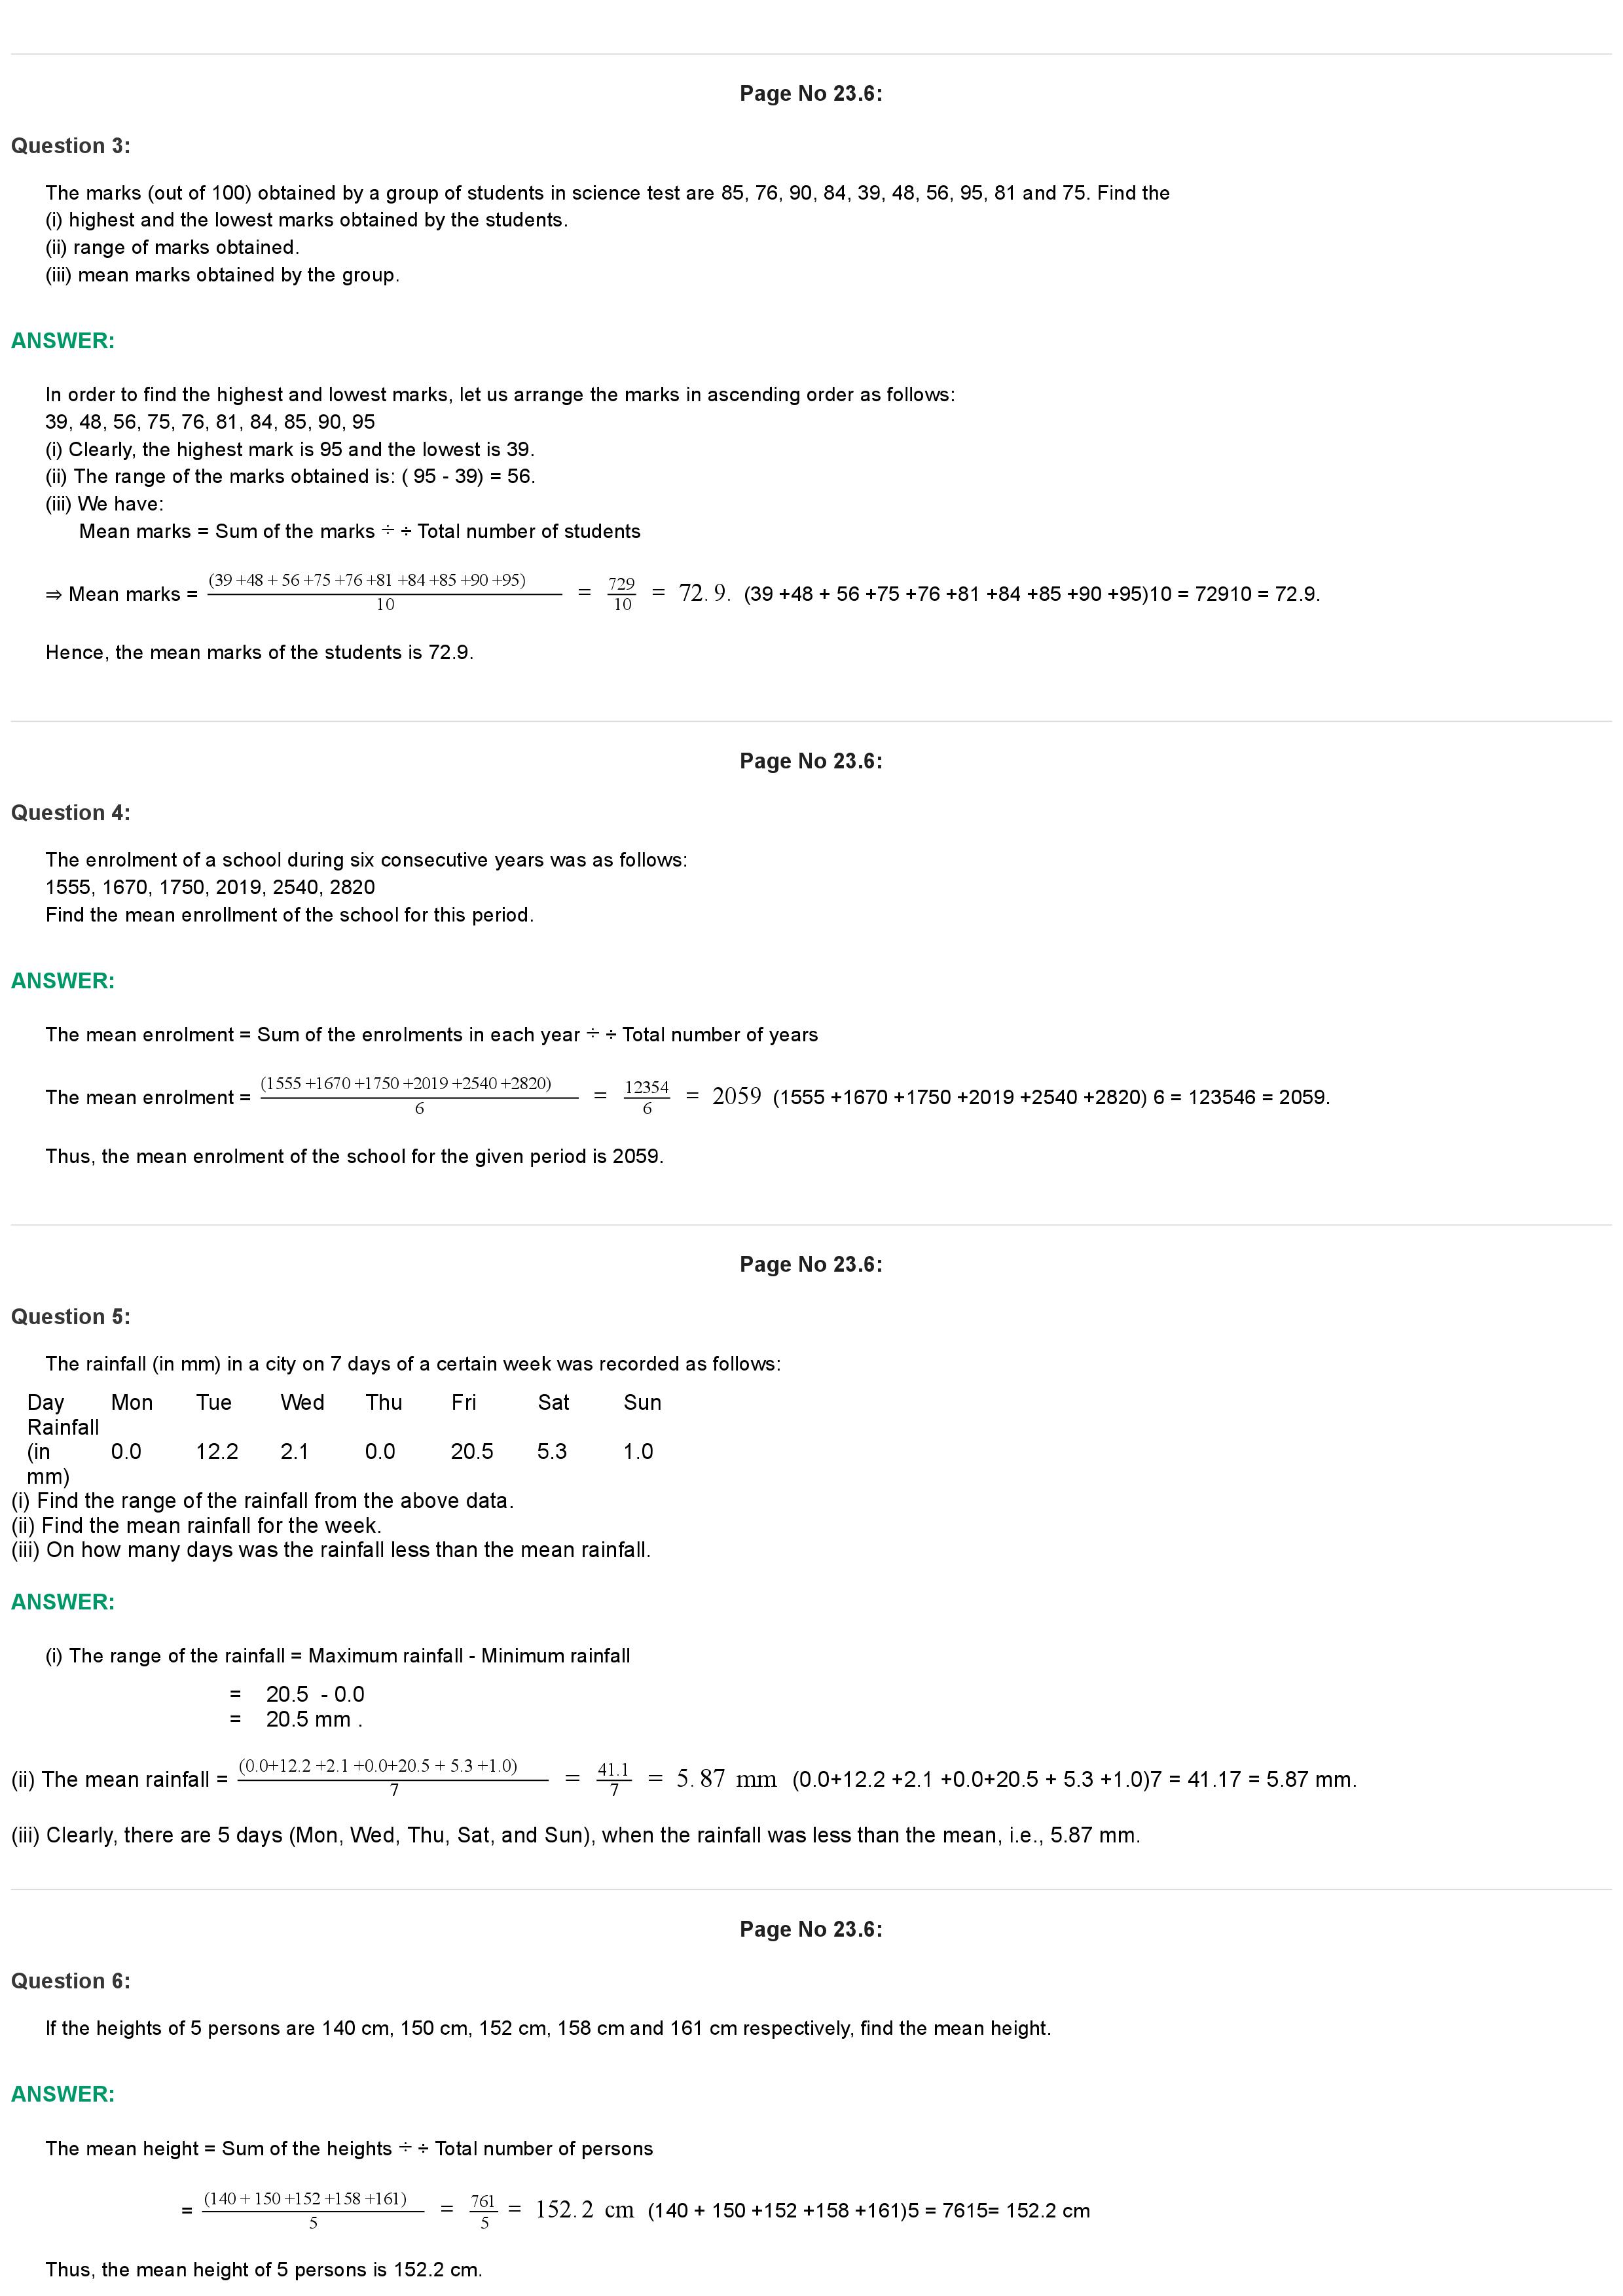 Page No 23.6:
Question 3:
The marks (out of 100) obtained by a group of students in science test are 85, 76, 90, 84, 39, 48, 56, 95, 81 and 75. Find the
(i) highest and the lowest marks obtained by the students.
(ii) range of marks obtained.
(iii) mean marks obtained by the group.
ANSWER:
In order to find the highest and lowest marks, let us arrange the marks in ascending order as follows:
39, 48, 56, 75, 76, 81, 84, 85, 90, 95
(i) Clearly, the highest mark is 95 and the lowest is 39.
(ii) The range of the marks obtained is: ( 95 - 39) = 56.
(iii) We have:
Mean marks = Sum of the marks ÷ ÷ Total number of students
⇒ Mean marks = (39 +48 + 56 +75 +76 +81 +84 +85 +90 +95) / 10 = 729 / 10 = 72. 9. (39 +48 + 56 +75 +76 +81 +84 +85 +90 +95)10 = 72910 = 72.9.
Hence, the mean marks of the students is 72.9.
Page No 23.6:
Question 4:
The enrolment of a school during six consecutive years was as follows:
1555, 1670, 1750, 2019, 2540, 2820
Find the mean enrollment of the school for this period.
ANSWER:
The mean enrolment = Sum of the enrolments in each year ÷ ÷ Total number of years
The mean enrolment = (1555 +1670 +1750 +2019 +2540 +2820) / 6 = 12354 / 6 = 2059 (1555 +1670 +1750 +2019 +2540 +2820) 6 = 123546 = 2059.
Thus, the mean enrolment of the school for the given period is 2059.
Page No 23.6:
Question 5:
The rainfall (in mm) in a city on 7 days of a certain week was recorded as follows:
Day Mon Tue Wed Thu Fri Sat Sun
Rainfall
(in 0.0 12.2 2.1 0.0 20.5 5.3 1.0
mm)
(i) Find the range of the rainfall from the above data.
(ii) Find the mean rainfall for the week.
(iii) On how many days was the rainfall less than the mean rainfall.
ANSWER:
(i) The range of the rainfall = Maximum rainfall - Minimum rainfall
= 20.5 - 0.0
= 20.5 mm .
(ii) The mean rainfall = (0.0+12.2 +2.1 +0.0+20.5 + 5.3 +1.0) / 7 = 41.1 / 7 = 5. 87 mm (0.0+12.2 +2.1 +0.0+20.5 + 5.3 +1.0)7 = 41.17 = 5.87 mm.
(iii) Clearly, there are 5 days (Mon, Wed, Thu, Sat, and Sun), when the rainfall was less than the mean, i.e., 5.87 mm.
Page No 23.6:
Question 6:
If the heights of 5 persons are 140 cm, 150 cm, 152 cm, 158 cm and 161 cm respectively, find the mean height.
ANSWER:
The mean height = Sum of the heights ÷ ÷ Total number of persons
= (140 + 150 +152 +158 +161) / 5 = 761 / 5 = 152. 2 cm (140 + 150 +152 +158 +161)5 = 7615= 152.2 cm
Thus, the mean height of 5 persons is 152.2 cm.